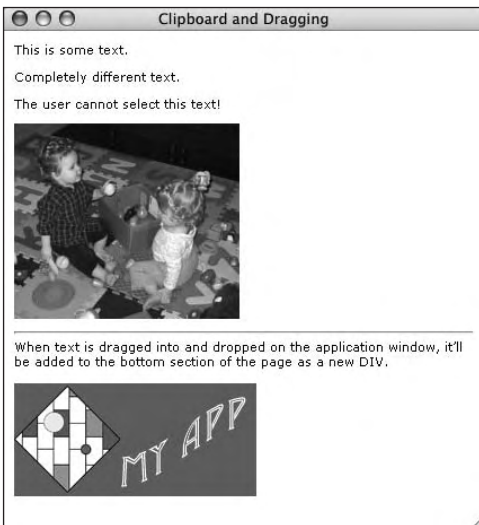 Clipboard and Dragging
This is some text.
Completely different text.
The user cannot select this text!
When text is dragged into and dropped on the application window, it'll
be added to the bottom section of the page as a new DIV.
MY APP